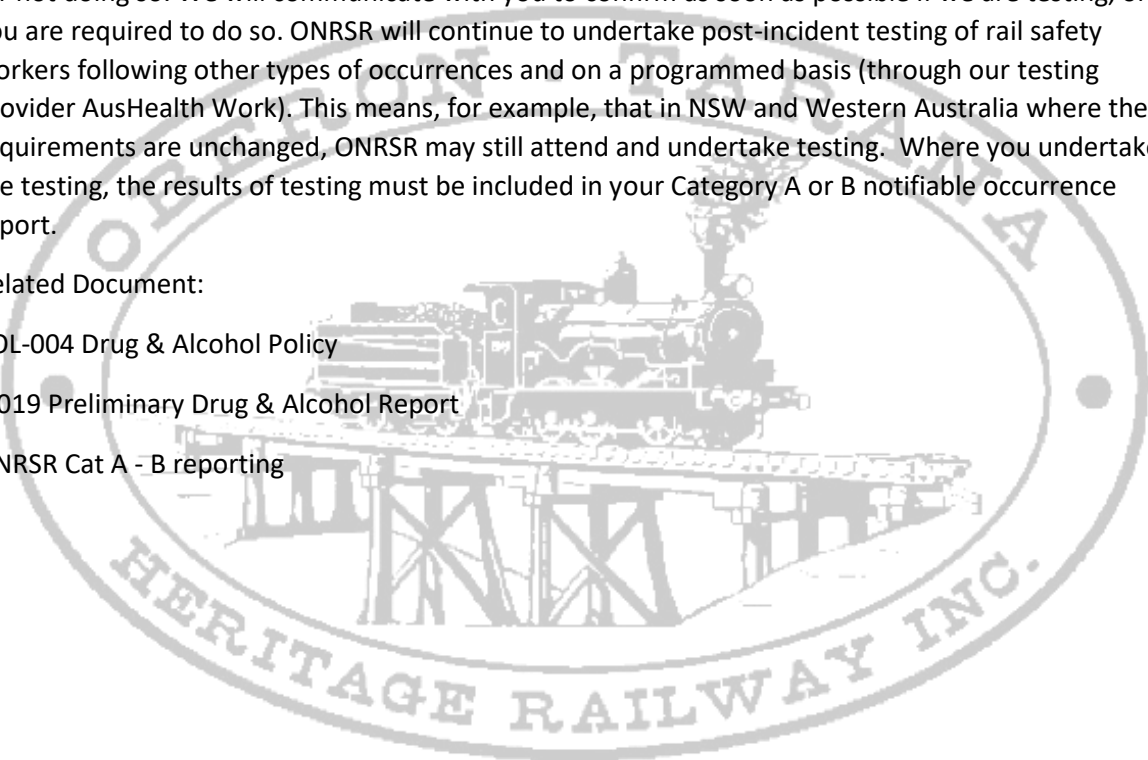 not doing so. We will communicate with you to confirm as soon as possible if we are testing, or
ou are required to do so. ONRSR will continue to undertake post-incident testing of rail safety
orkers following other types of occurrences and on a programmed basis (through our testing
ovider AusHealth Work). This means, for example, that in NSW and Western Australia where the
quirements are unchanged, ONRSR may still attend and undertake testing. Where you undertake
e testing, the results of testing must be included in your Category A or B notifiable occurrence
port.
elated Document:
OL-004 Drug & Alcohol Policy
019 Preliminary Drug & Alcohol Report
NRSR Cat A - B reporting
OBERON - TARANA
HERITAGE RAILWAY INC.